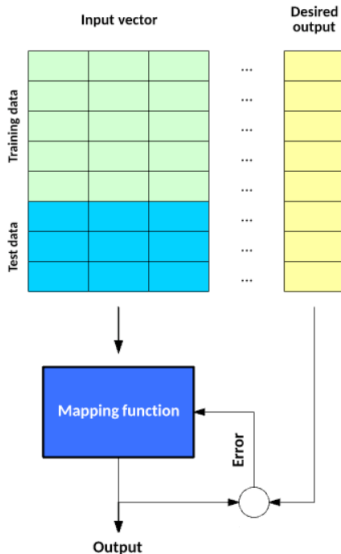 Input vector
Desired
output
Training data
...
...
...
...
...
Test data
...
...
...
Mapping function
Error
Output